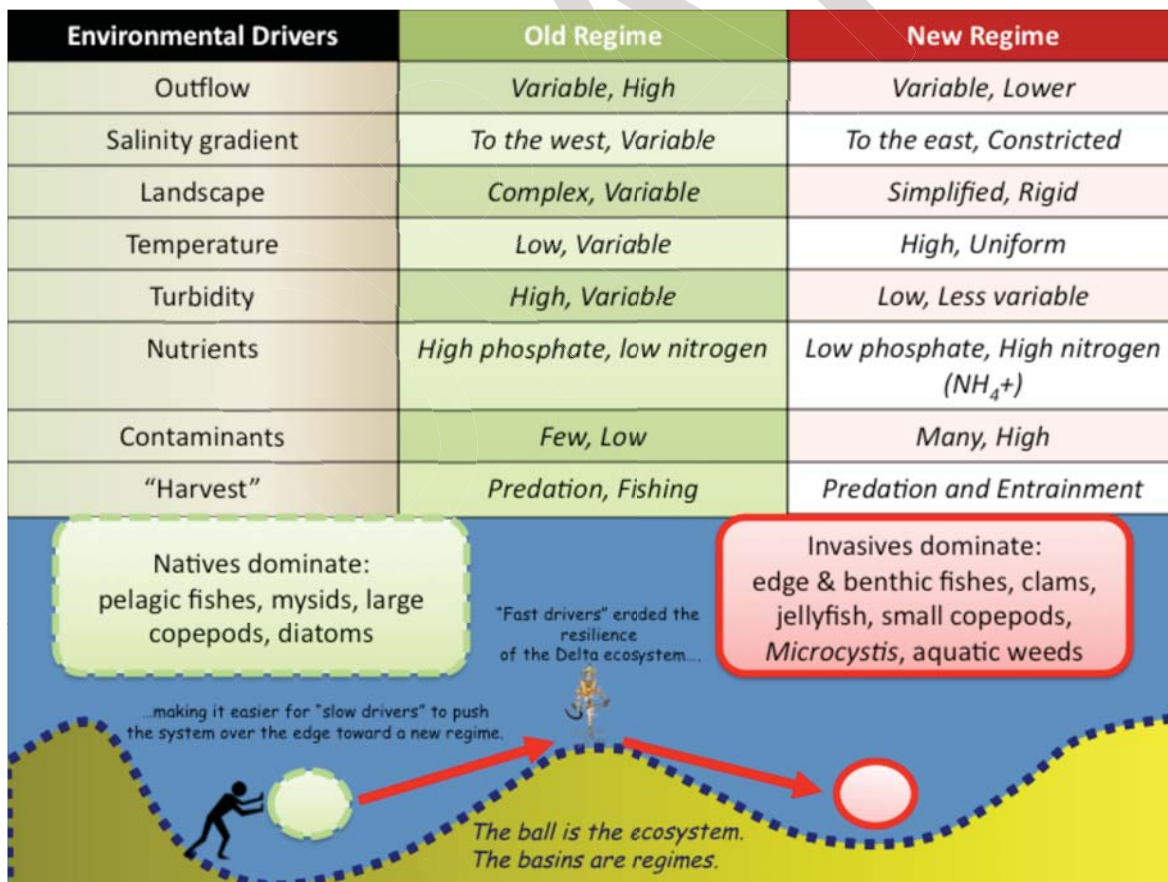 Environmental Drivers Old Regime New Regime
Outflow Variable, High Variable, Lower
Salinity gradient To the west, Variable To the east, Constricted
Landscape Complex, Variable Simplified, Rigid
Temperature Low, Variable High, Uniform
Turbidity High, Variable Low, Less variable
Nutrients High phosphate, low nitrogen Low phosphate, High nitrogen
(NH4+)
Contaminants Few, Low Many, High
“Harvest” Predation, Fishing Predation and Entrainment
Natives dominate:
pelagic fishes, mysids, large
copepods, diatoms
"Fast drivers" eroded the
resilience
of the Delta ecosystem....
Invasives dominate:
edge & benthic fishes, clams,
jellyfish, small copepods,
Microcystis, aquatic weeds
...making it easier for "slow drivers" to push
the system over the edge toward a new regime.
The ball is the ecosystem.
The basins are regimes.